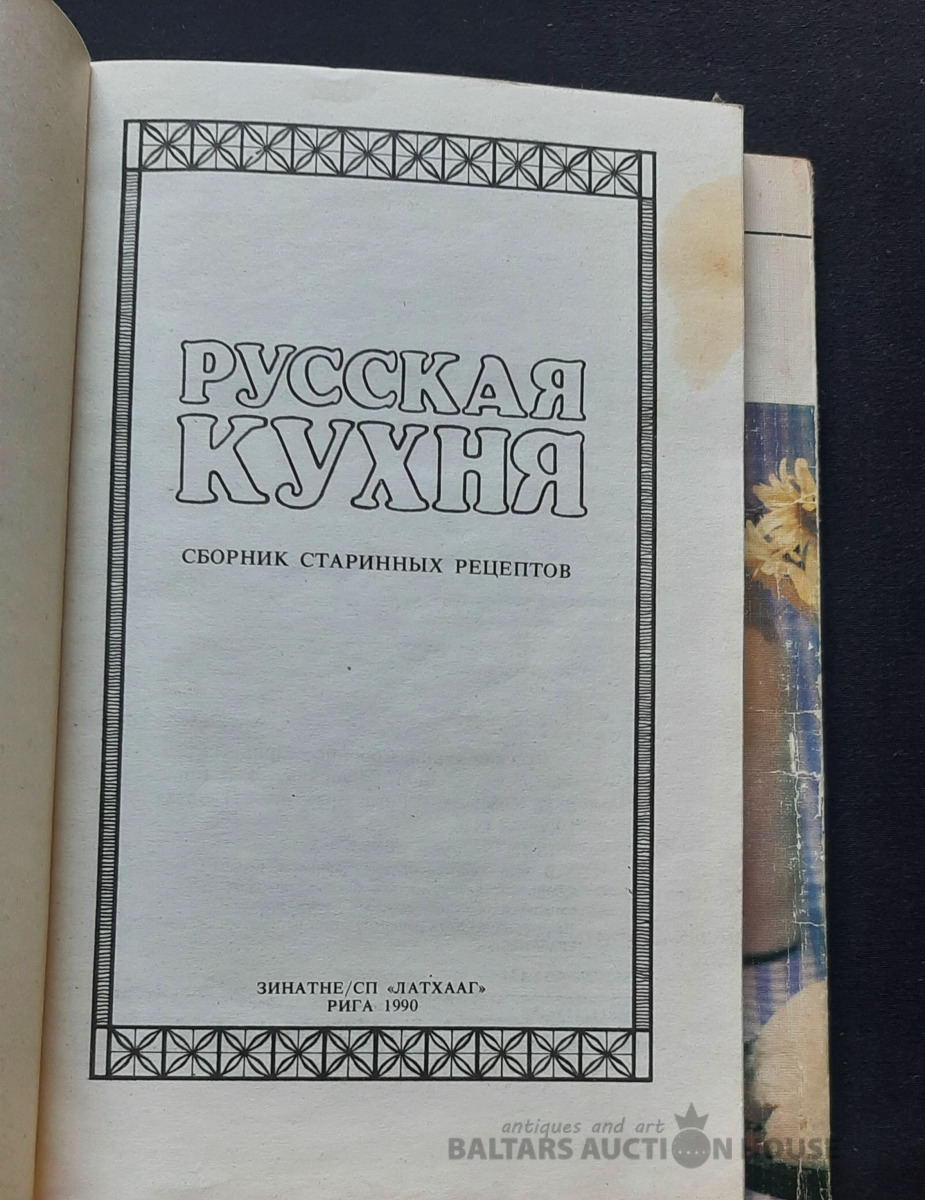 РУССКАЯ
КУХНЯ
СБОРНИК СТАРИННЫХ РЕЦЕПТОВ
ЗИНАТНЕ/СП «ЛАТХААГ»
РИГА 1990
antiques and art
BALTARS AUCTION HOUSE